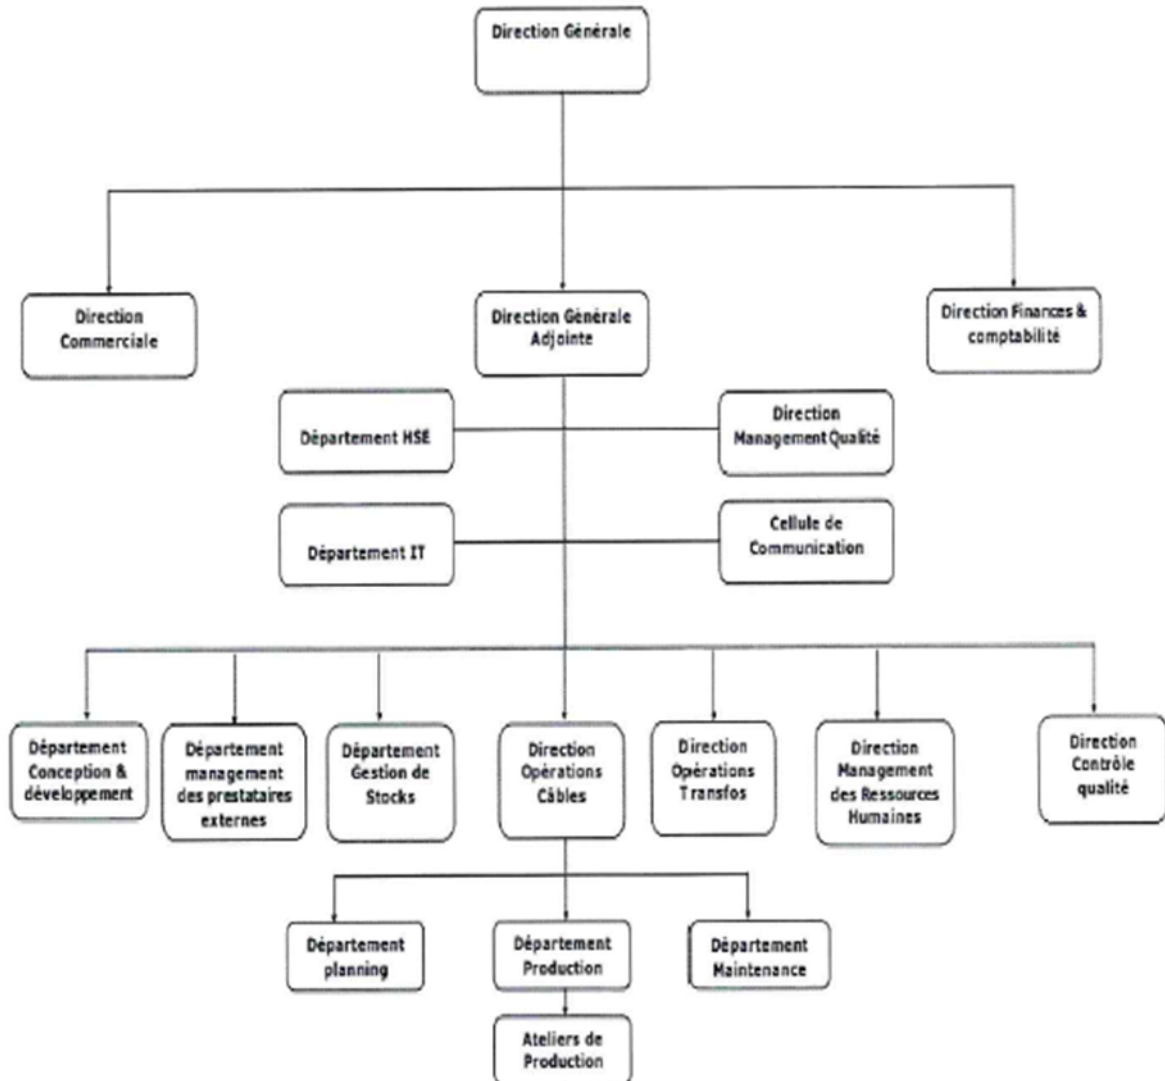 Direction Générale
Direction
Commerciale
Direction Générale
Adjointe
Direction Finances &
comptabilité
Département HSE
Direction
Management Qualité
Département IT
Cellule de
Communication
Département
Conception &
développement
Département
management
des prestataires
externes
Département
Gestion de
Stocks
Direction
Opérations
Câbles
Direction
Opérations
Transfos
Direction
Management
des Ressources
Humaines
Direction
Contrôle
qualité
Département
planning
Département
Production
Département
Maintenance
Ateliers de
Production